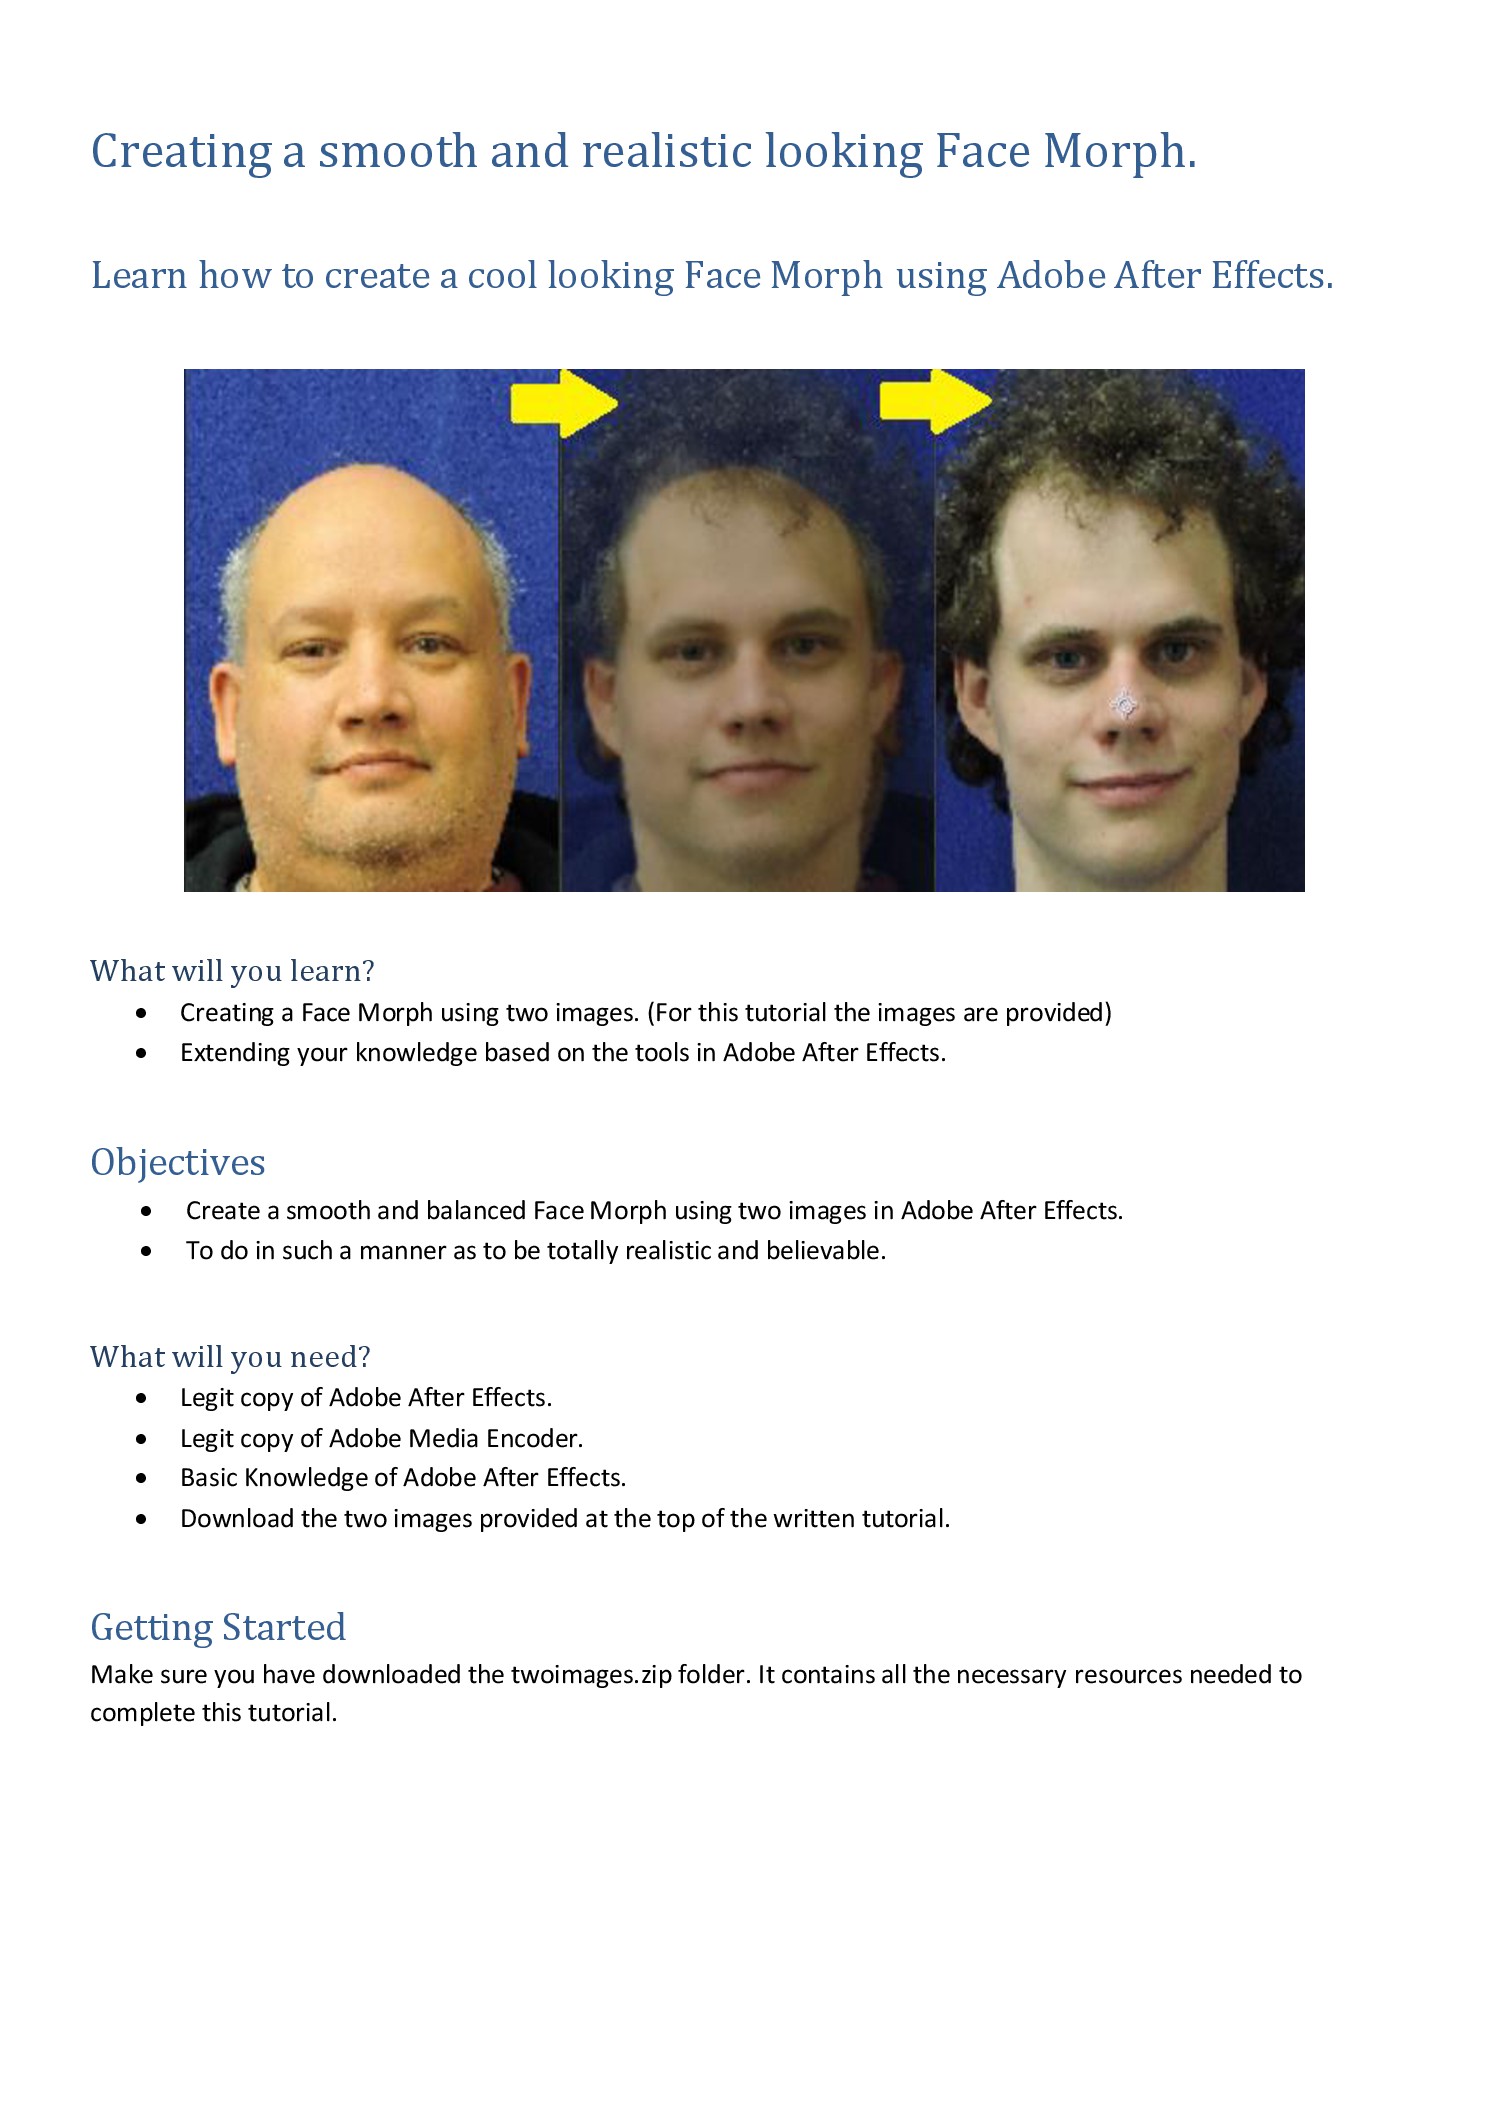 Creating a smooth and realistic looking Face Morph.
Learn how to create a cool looking Face Morph using Adobe After Effects.
What will you learn?
• Creating a Face Morph using two images. (For this tutorial the images are provided)
• Extending your knowledge based on the tools in Adobe After Effects.
Objectives
• Create a smooth and balanced Face Morph using two images in Adobe After Effects.
• To do in such a manner as to be totally realistic and believable.
What will you need?
• Legit copy of Adobe After Effects.
• Legit copy of Adobe Media Encoder.
• Basic Knowledge of Adobe After Effects.
• Download the two images provided at the top of the written tutorial.
Getting Started
Make sure you have downloaded the twoimages.zip folder. It contains all the necessary resources needed to
complete this tutorial.